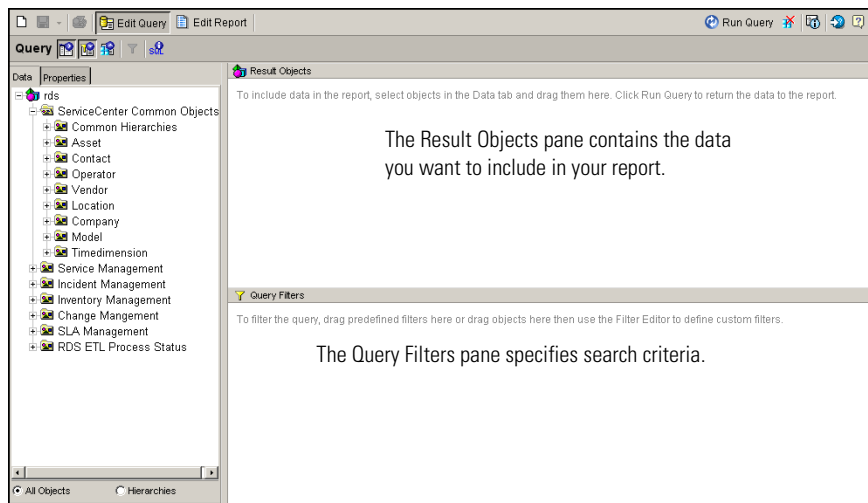 Edit Query Edit Report Run Query
Query SQL
Data Properties
rds
ServiceCenter Common Objects
Common Hierarchies
Asset
Contact
Operator
Vendor
Location
Company
Model
Timedimension
Service Management
Incident Management
Inventory Management
Change Mangement
SLA Management
RDS ETL Process Status
All Objects Hierarchies
Result Objects
To include data in the report, select objects in the Data tab and drag them here. Click Run Query to return the data to the report.
The Result Objects pane contains the data
you want to include in your report.
Query Filters
To filter the query, drag predefined filters here or drag objects here then use the Filter Editor to define custom filters.
The Query Filters pane specifies search criteria.